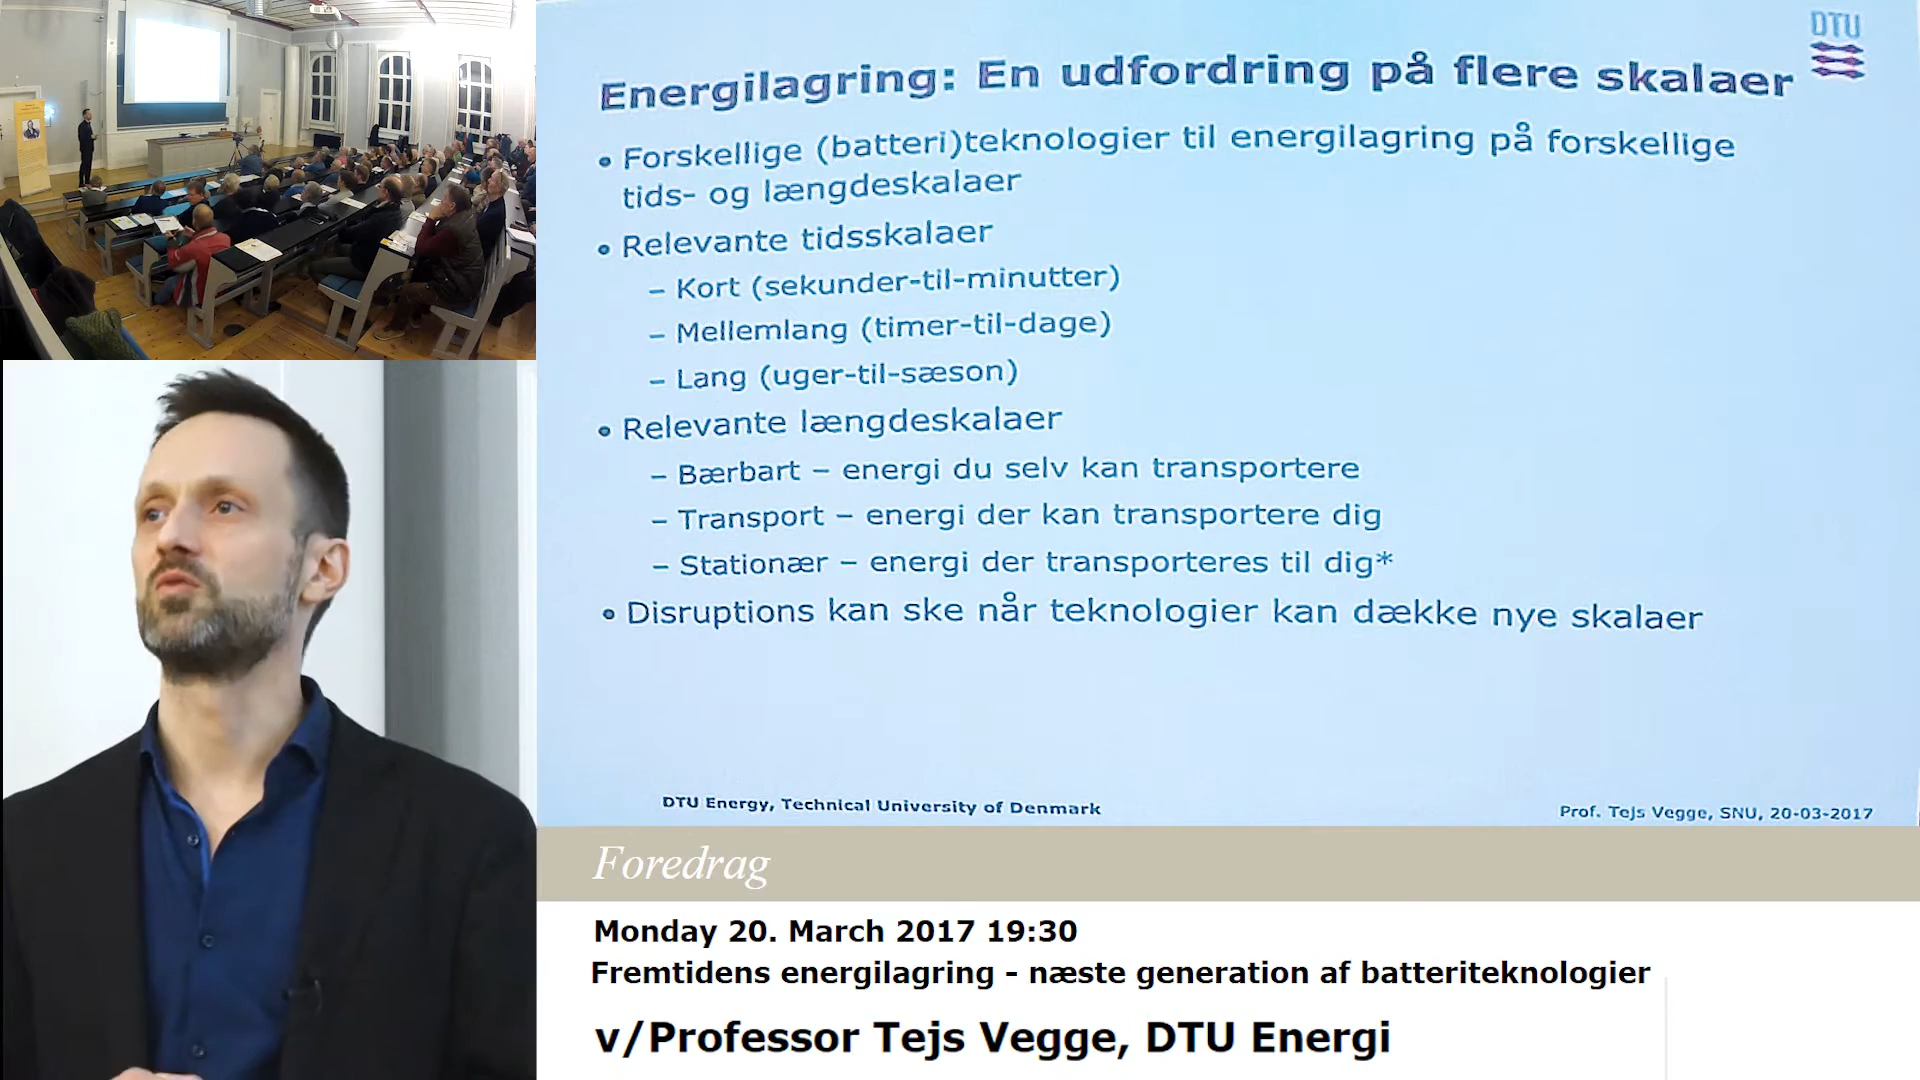 DTU
Energilagring: En udfordring på flere skalaer
• Forskellige (batteri)teknologier til energilagring på forskellige
tids- og længdeskalaer
• Relevante tidsskalaer
– Kort (sekunder-til-minutter)
– Mellemlang (timer-til-dage)
– Lang (uger-til-sæson)
• Relevante længdeskalaer
– Bærbart – energi du selv kan transportere
– Transport – energi der kan transportere dig
– Stationær – energi der transporteres til dig*
• Disruptions kan ske når teknologier kan dække nye skalaer
DTU Energy, Technical University of Denmark
Prof. Tejs Vegge, SNU, 20-03-2017
Foredrag
Monday 20. March 2017 19:30
Fremtidens energilagring - næste generation af batteriteknologier
v/Professor Tejs Vegge, DTU Energi